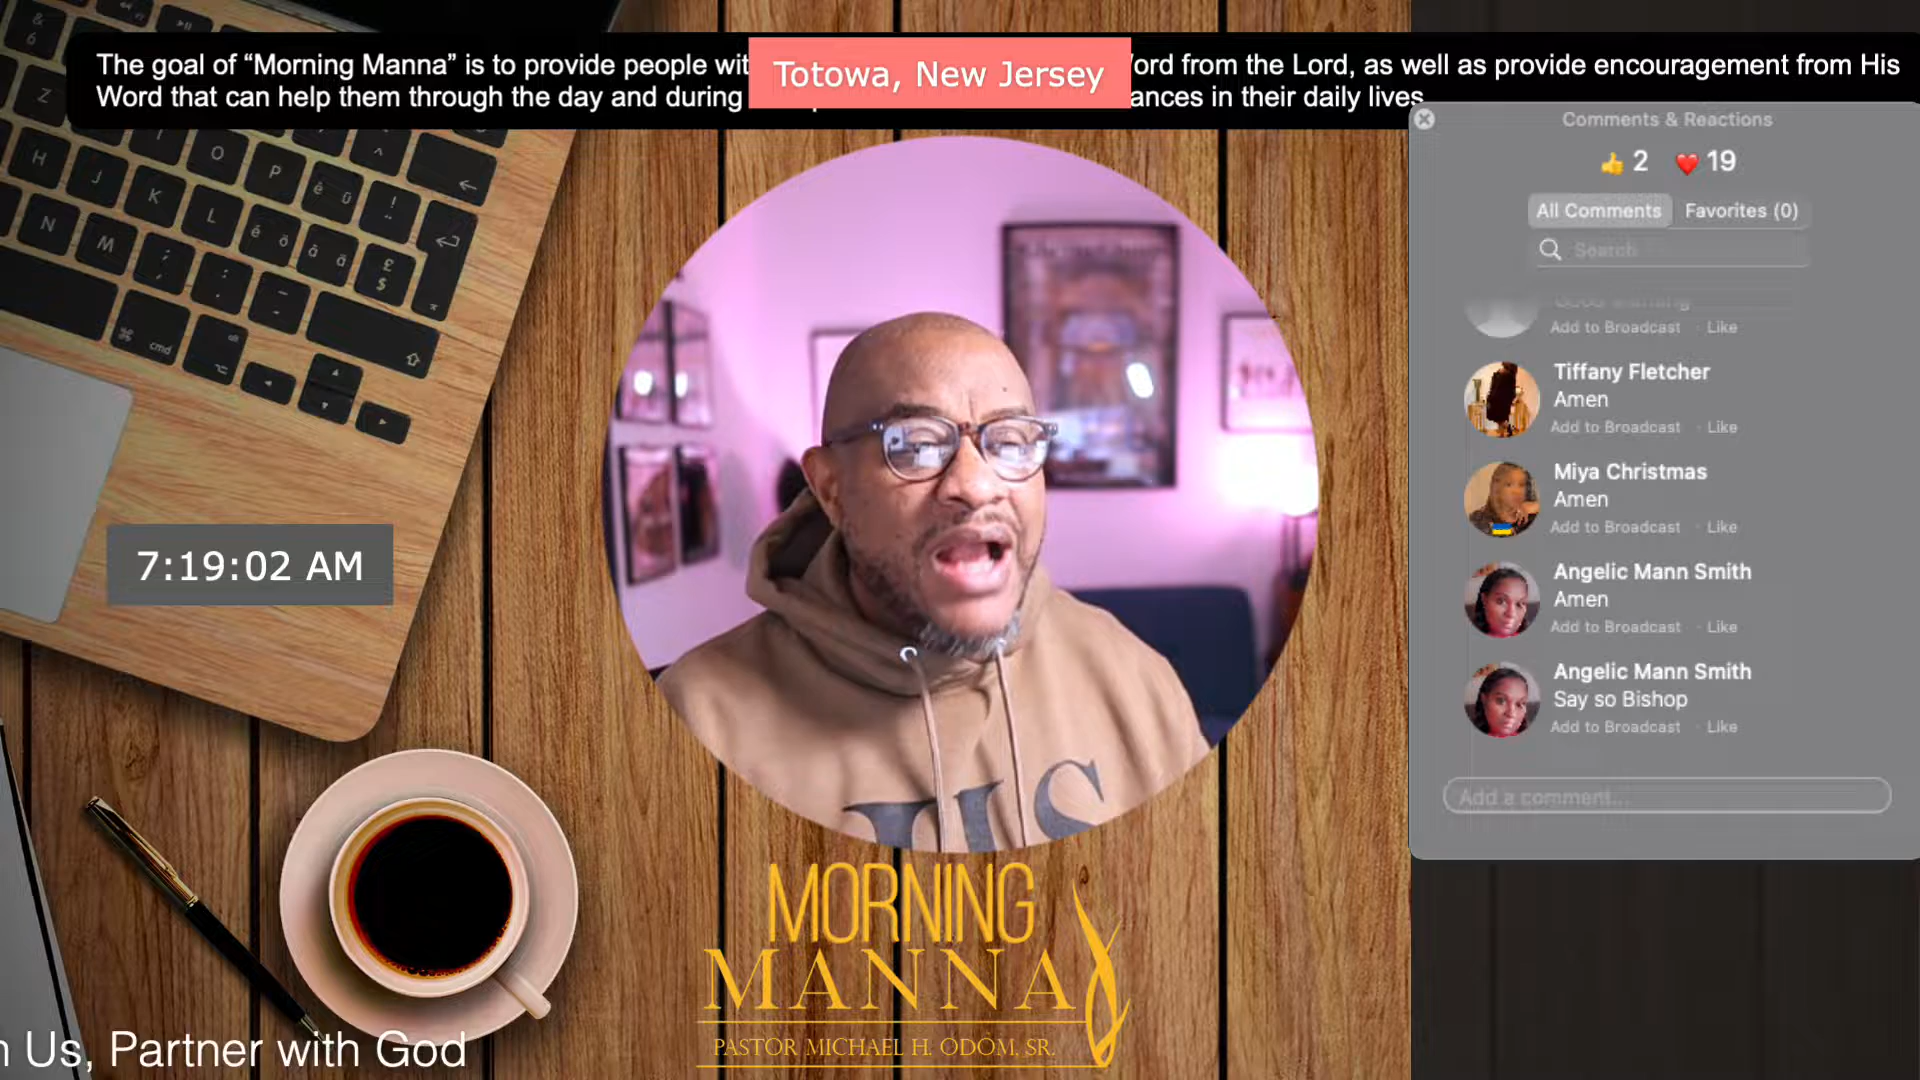 The goal of “Morning Manna” is to provide people wit
ord from the Lord, as well as provide encouragement from His
Word that can help them through the day and during
ances in their daily lives.
Totowa, New Jersey
Comments & Reactions
👍 2 ❤️ 19
All Comments Favorites (0)
Search
Add to Broadcast · Like
Tiffany Fletcher
Amen
Add to Broadcast · Like
Miya Christmas
Amen
Add to Broadcast · Like
Angelic Mann Smith
Amen
Add to Broadcast · Like
Angelic Mann Smith
Say so Bishop
Add to Broadcast · Like
Add a comment...
7:19:02 AM
MORNING
MANNA
PASTOR MICHAEL H. ODOM, SR.
n Us, Partner with God
& 6
Z
H J K L
I O P
N M
é ü
! .
é ö
à ä
£ $
; ,
: .
_ -
⌘ cmd
alt